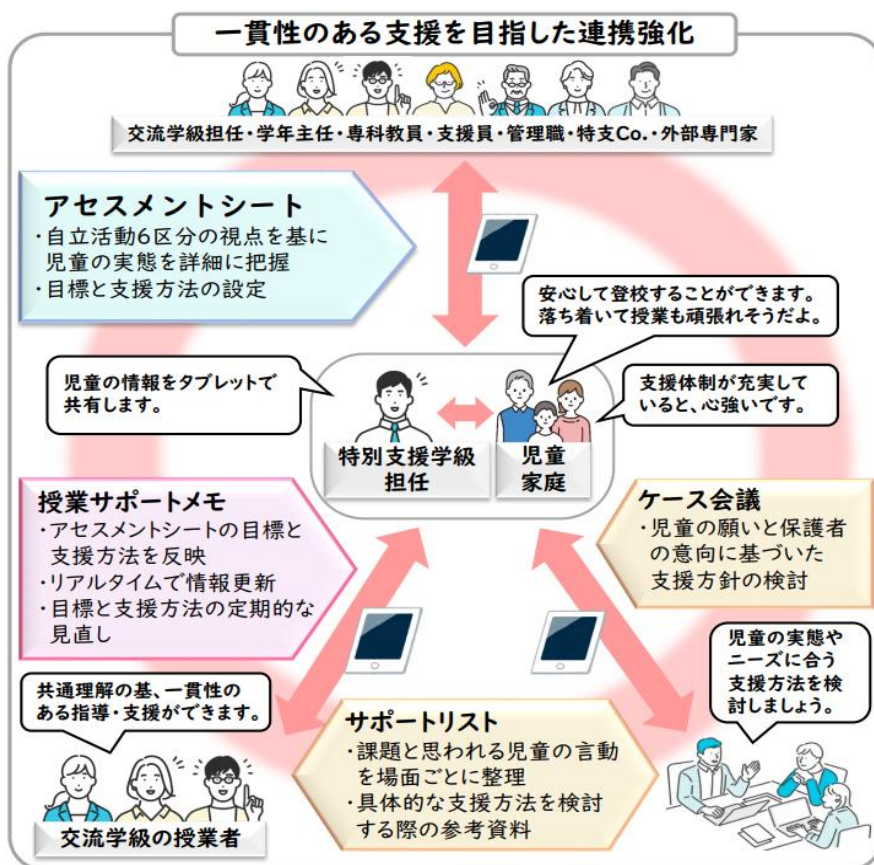 一貫性のある支援を目指した連携強化
交流学級担任・学年主任・専科教員・支援員・管理職・特支Co.・外部専門家
アセスメントシート
・自立活動6区分の視点を基に
児童の実態を詳細に把握
・目標と支援方法の設定
安心して登校することができます。
落ち着いて授業も頑張れそうだよ。
児童の情報をタブレットで
共有します。
支援体制が充実して
いると、心強いです。
特別支援学級
担任
児童
家庭
授業サポートメモ
・アセスメントシートの目標と
支援方法を反映
・リアルタイムで情報更新
・目標と支援方法の定期的な
見直し
ケース会議
・児童の願いと保護者
の意向に基づいた
支援方針の検討
共通理解の基、一貫性の
ある指導・支援ができます。
交流学級の授業者
サポートリスト
・課題と思われる児童の言動
を場面ごとに整理
・具体的な支援方法を検討
する際の参考資料
児童の実態や
ニーズに合う
支援方法を検
討しましょう。